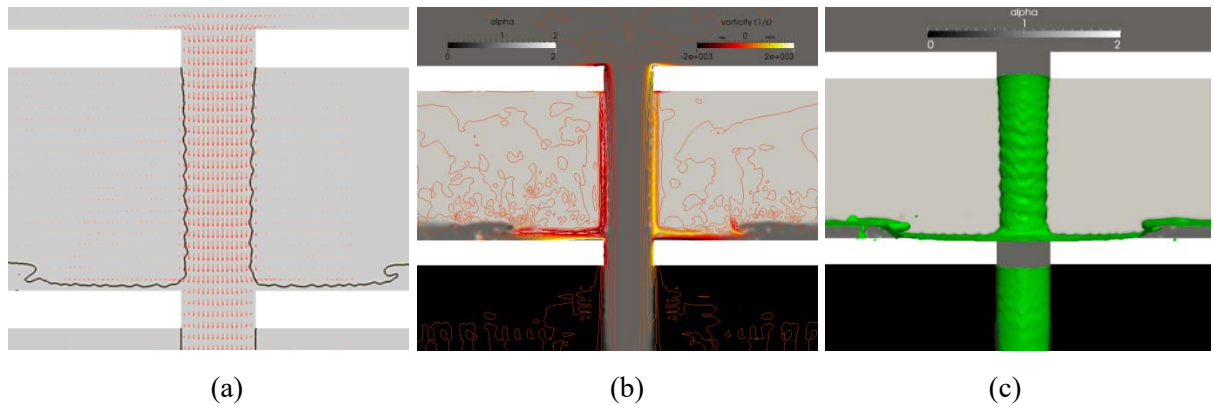 alpha
0 1 2
vorticity (1/s)
-2e+003 0 2e+003
alpha
1
0 2
(a) (b) (c)